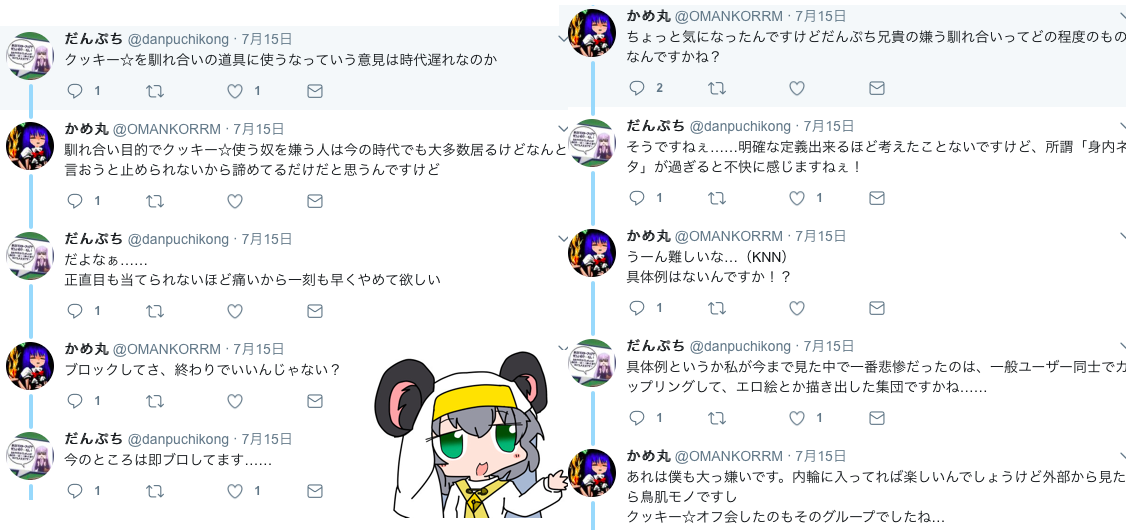 だんぷち @danpuchikong · 7月15日
クッキー☆を馴れ合いの道具に使うなっていう意見は時代遅れなのか
1 1
かめ丸 @OMANKORRM · 7月15日
馴れ合い目的でクッキー☆使う奴を嫌う人は今の時代でも大多数居るけどなんと
言おうと止められないから諦めてるだけだと思うんですけど
1
だんぷち @danpuchikong · 7月15日
だよなぁ……
正直目も当てられないほど痛いから一刻も早くやめて欲しい
1
かめ丸 @OMANKORRM · 7月15日
ブロックしてさ、終わりでいいんじゃない？
1
だんぷち @danpuchikong · 7月15日
今のところは即ブロしてます……
1 1
かめ丸 @OMANKORRM · 7月15日
ちょっと気になったんですけどだんぷち兄貴の嫌う馴れ合いってどの程度のもの
なんですかね？
2
だんぷち @danpuchikong · 7月15日
そうですねぇ……明確な定義出来るほど考えたことないですけど、所謂「身内ネ
タ」が過ぎると不快に感じますねぇ！
1 1
かめ丸 @OMANKORRM · 7月15日
うーん難しいな…（KNN）
具体例はないんですか！？
1
だんぷち @danpuchikong · 7月15日
具体例というか私が今まで見た中で一番悲惨だったのは、一般ユーザー同士でカ
ップリングして、エロ絵とか描き出した集団ですかね……
1 1
かめ丸 @OMANKORRM · 7月15日
あれは僕も大っ嫌いです。内輪に入ってれば楽しいんでしょうけど外部から見た
ら鳥肌モノですし
クッキー☆オフ会したのもそのグループでしたね…